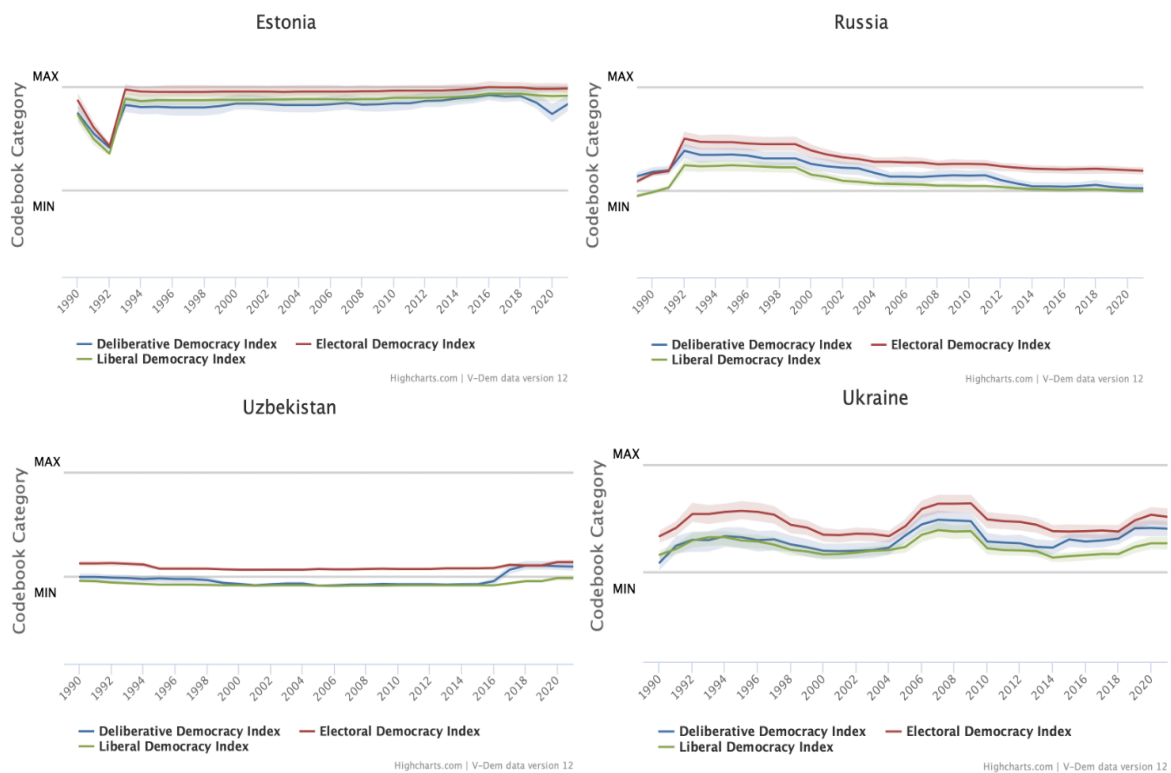 Estonia
Codebook Category
MAX
MIN
1990 1992 1994 1996 1998 2000 2002 2004 2006 2008 2010 2012 2014 2016 2018 2020
Deliberative Democracy Index Electoral Democracy Index
Liberal Democracy Index
Highcharts.com | V-Dem data version 12
Russia
Codebook Category
MAX
MIN
1990 1992 1994 1996 1998 2000 2002 2004 2006 2008 2010 2012 2014 2016 2018 2020
Deliberative Democracy Index Electoral Democracy Index
Liberal Democracy Index
Highcharts.com | V-Dem data version 12
Uzbekistan
Codebook Category
MAX
MIN
1990 1992 1994 1996 1998 2000 2002 2004 2006 2008 2010 2012 2014 2016 2018 2020
Deliberative Democracy Index Electoral Democracy Index
Liberal Democracy Index
Highcharts.com | V-Dem data version 12
Ukraine
Codebook Category
MAX
MIN
1990 1992 1994 1996 1998 2000 2002 2004 2006 2008 2010 2012 2014 2016 2018 2020
Deliberative Democracy Index Electoral Democracy Index
Liberal Democracy Index
Highcharts.com | V-Dem data version 12